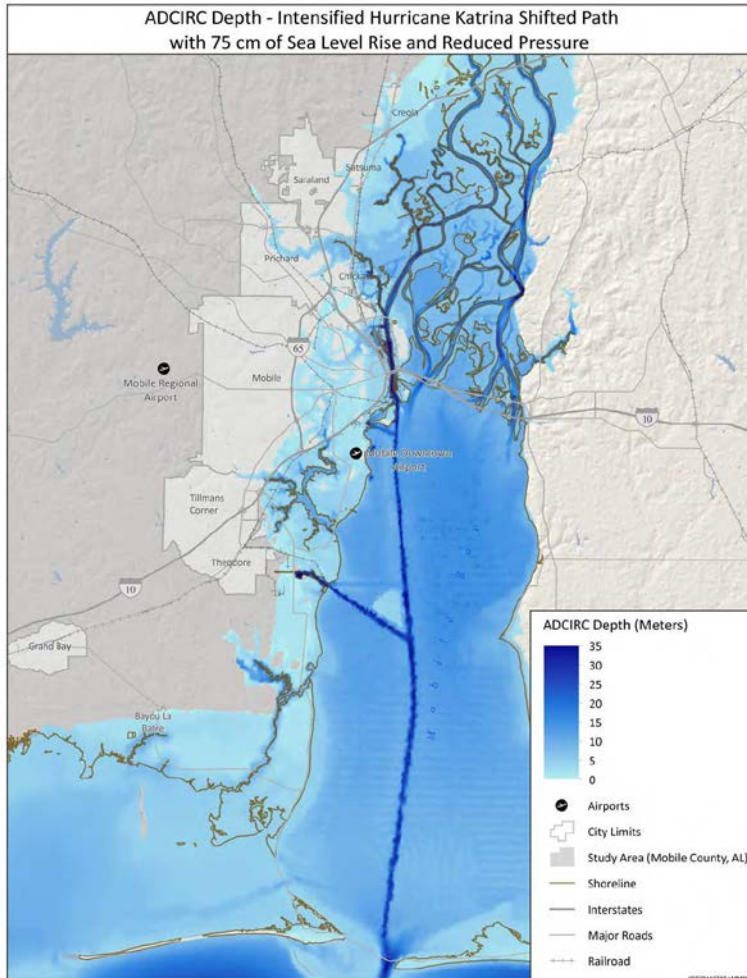 ADCIRC Depth - Intensified Hurricane Katrina Shifted Path
with 75 cm of Sea Level Rise and Reduced Pressure
Creola
Satsuma
Saraland
Prichard
65
Mobile
Mobile Regional
Airport
10
Airport
Tillmans
Corner
Theodore
10
Grand Bay
Bayou La
Batre
ADCIRC Depth (Meters)
35
30
25
20
15
10
5
0
Airports
City Limits
Study Area (Mobile County, AL)
Shoreline
Interstates
Major Roads
Railroad